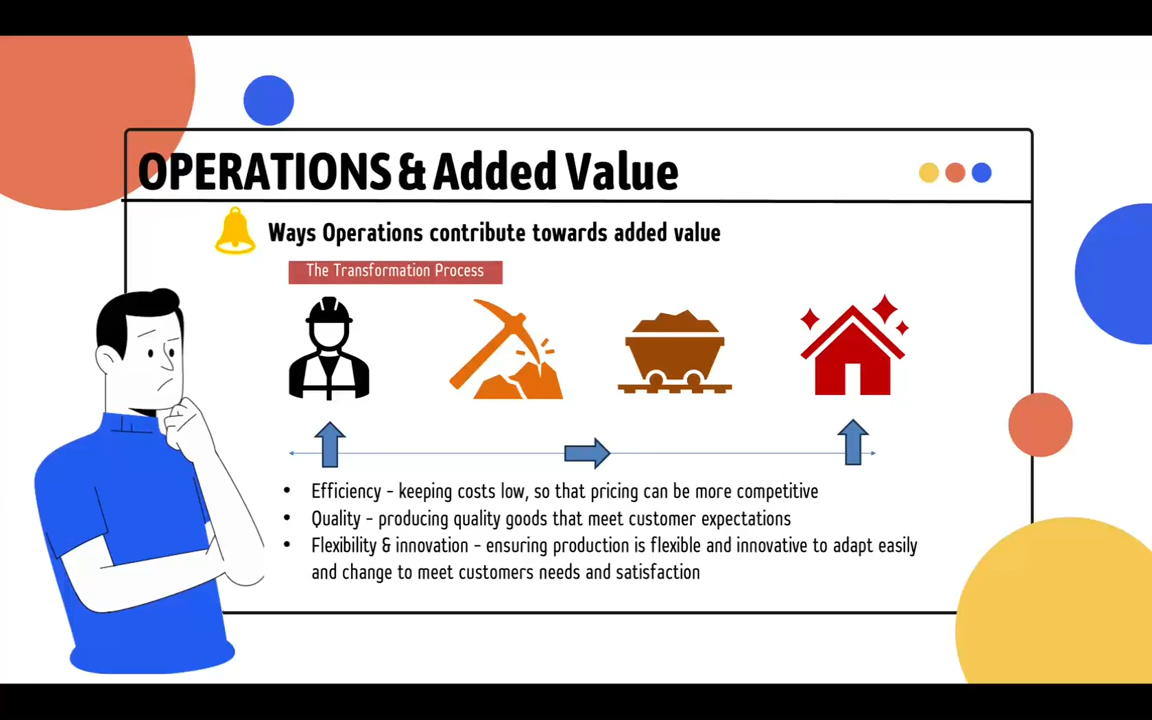 OPERATIONS & Added Value
Ways Operations contribute towards added value
The Transformation Process
• Efficiency - keeping costs low, so that pricing can be more competitive
• Quality - producing quality goods that meet customer expectations
• Flexibility & innovation - ensuring production is flexible and innovative to adapt easily
and change to meet customers needs and satisfaction